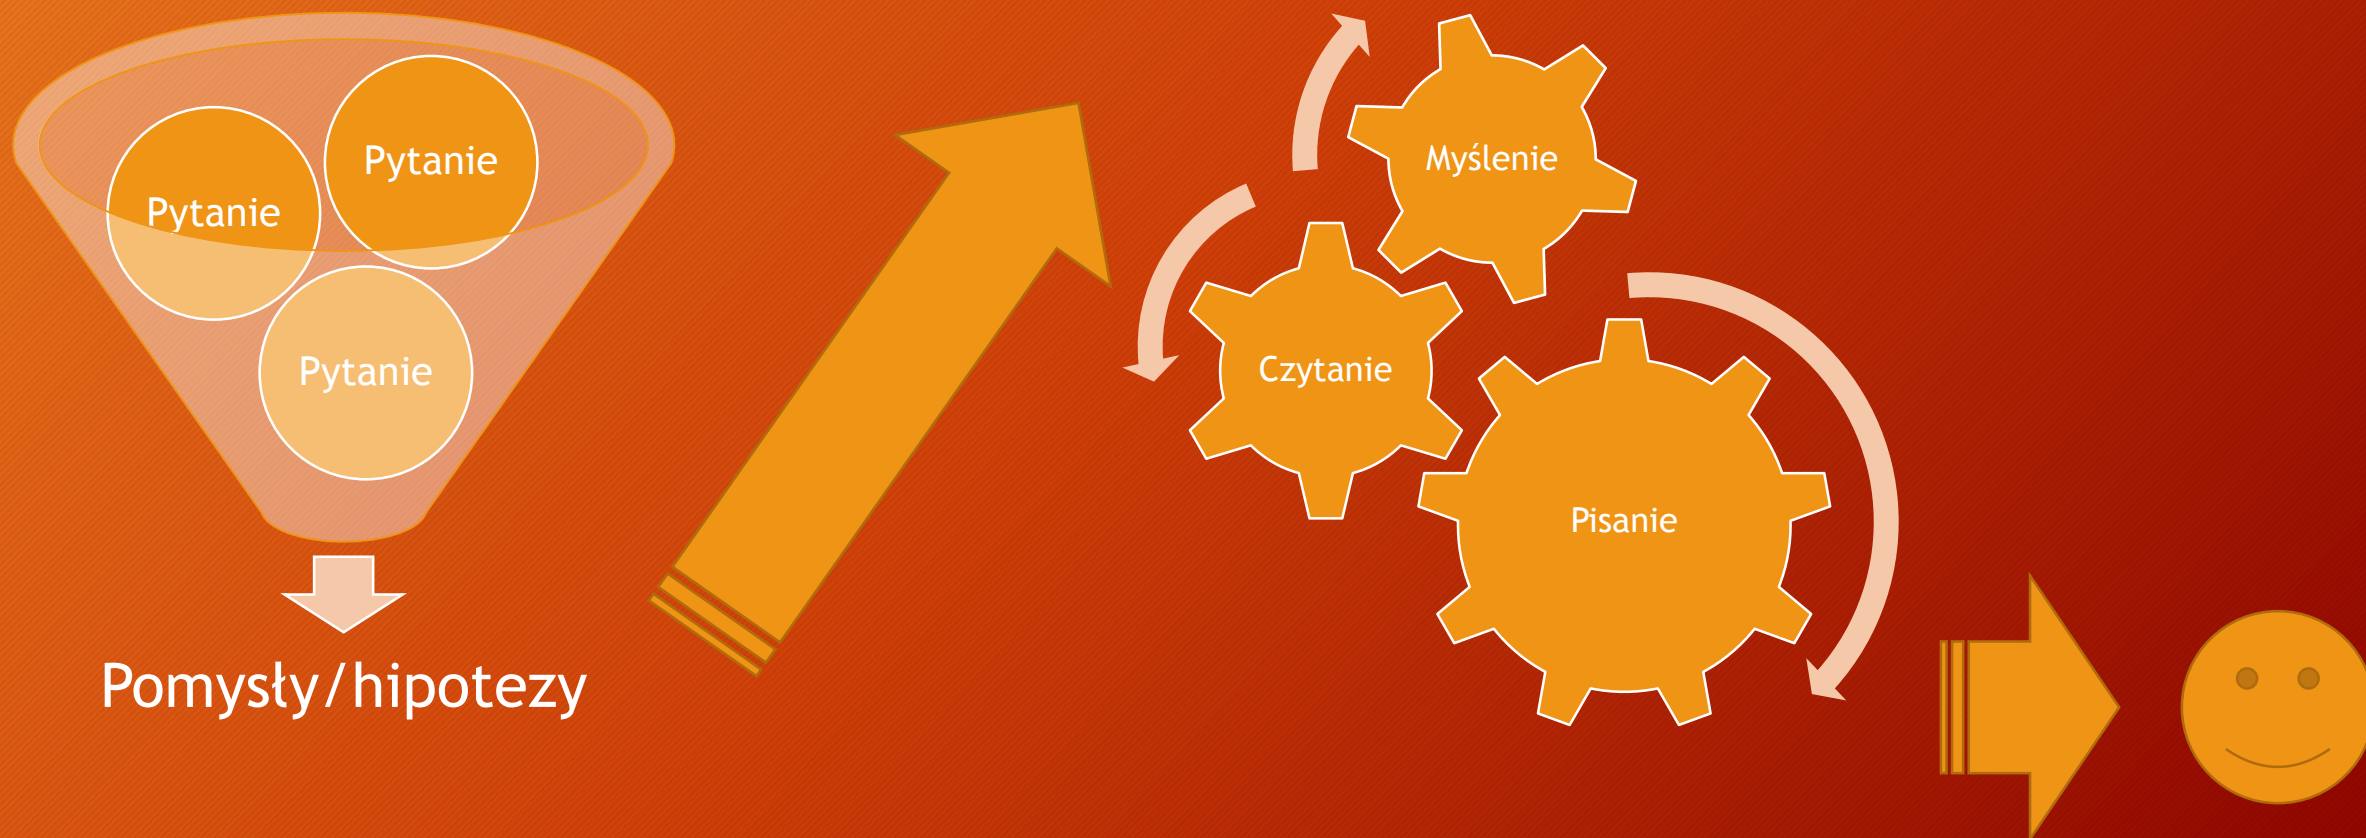 Pytanie
Pytanie
Pytanie
Pomysły/hipotezy
Myślenie
Czytanie
Pisanie